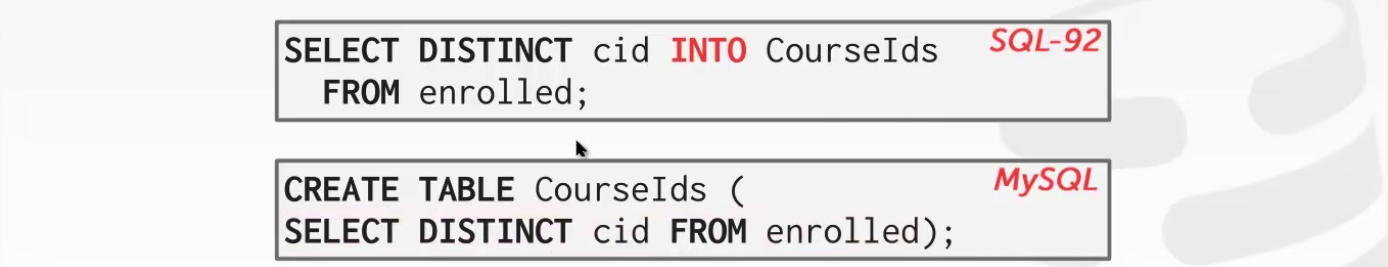 SELECT DISTINCT cid INTO CourseIds SQL-92
FROM enrolled;
CREATE TABLE CourseIds ( MySQL
SELECT DISTINCT cid FROM enrolled);